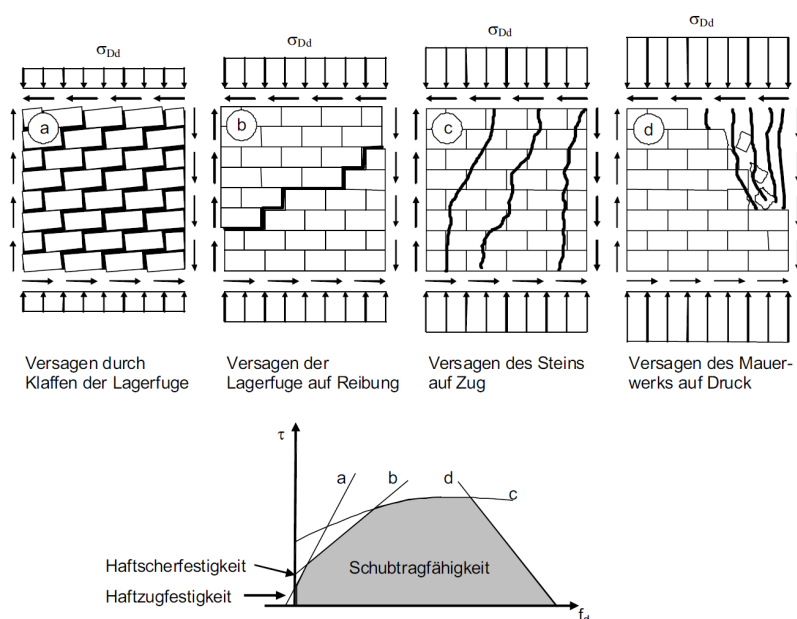 σDd
σDd
σDd
σDd
a
b
c
d
Versagen durch
Klaffen der Lagerfuge
Versagen der
Lagerfuge auf Reibung
Versagen des Steins
auf Zug
Versagen des Mauer-
werks auf Druck
τ
a
b
d
c
Haftscherfestigkeit
Schubtragfähigkeit
Haftzugfestigkeit
fd